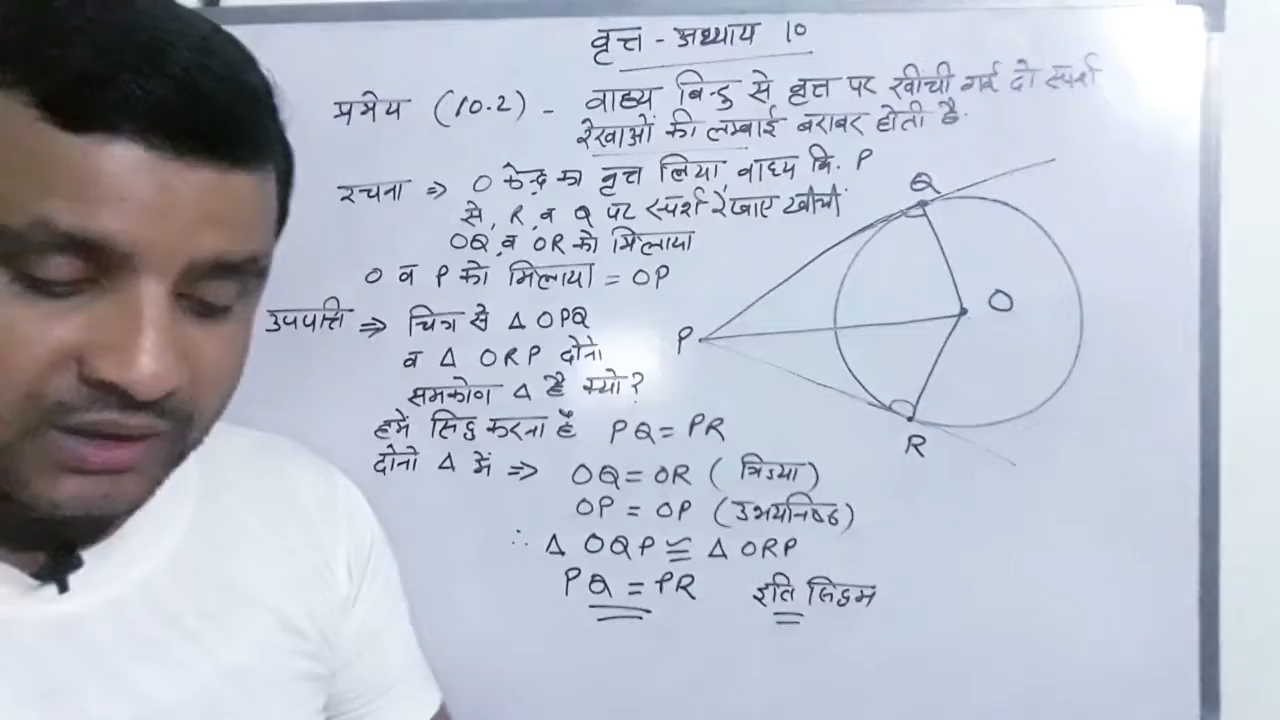 वृत्त - अध्याय 10
प्रमेय (10.2) - वाह्य बिन्दु से वृत्त पर खींची गई दो स्पर्श
रेखाओं की लम्बाई बराबर होती है.
रचना ⇒ O केन्द्र का वृत्त लिया, वाह्य बि. P
से, R, व Q पर स्पर्श रेखाए खींची
OQ, व OR को मिलाया
O व P को मिलाया = OP
उपपत्ति ⇒ चित्र से Δ OPQ
व Δ ORP दोनो
समकोण Δ है क्यो?
हमें सिद्ध करना है PQ = PR
दोनो Δ में ⇒ OQ = OR (त्रिज्या)
OP = OP (उभयनिष्ठ)
∴ Δ OQP ≅ Δ ORP
PQ = PR इति सिद्धम
Q
O
P
R